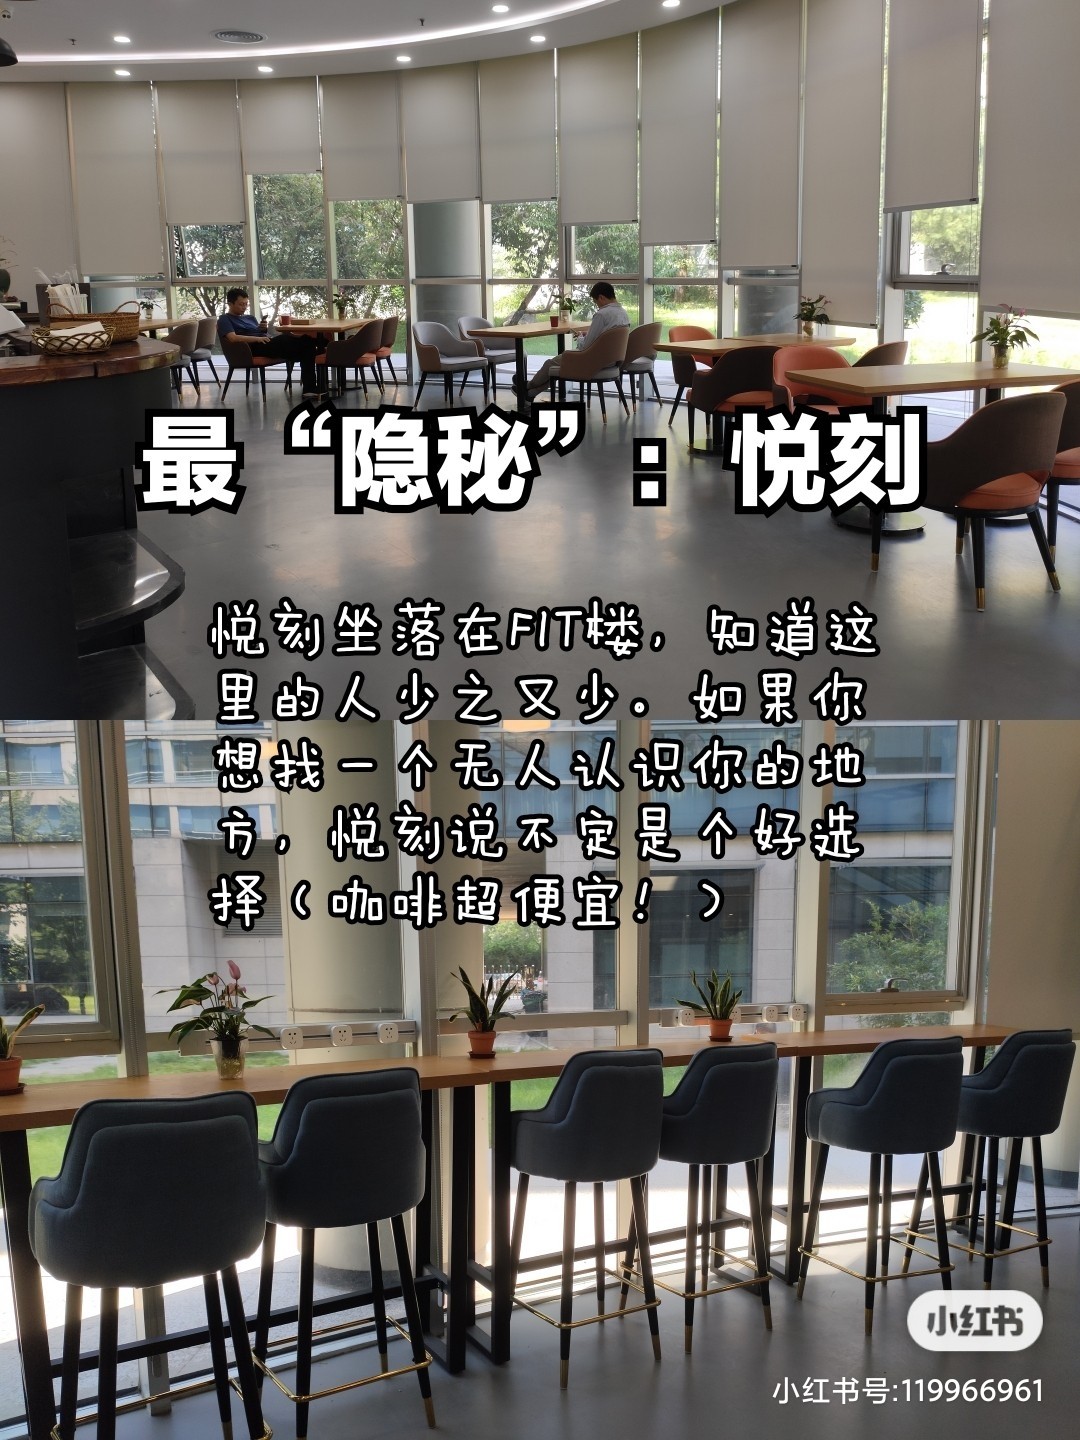 最“隐秘”：悦刻
悦刻坐落在FIT楼，知道这
里的人少之又少。如果你
想找一个无人认识你的地
方，悦刻说不定是个好选
择（咖啡超便宜！）
小红书
小红书号:119966961